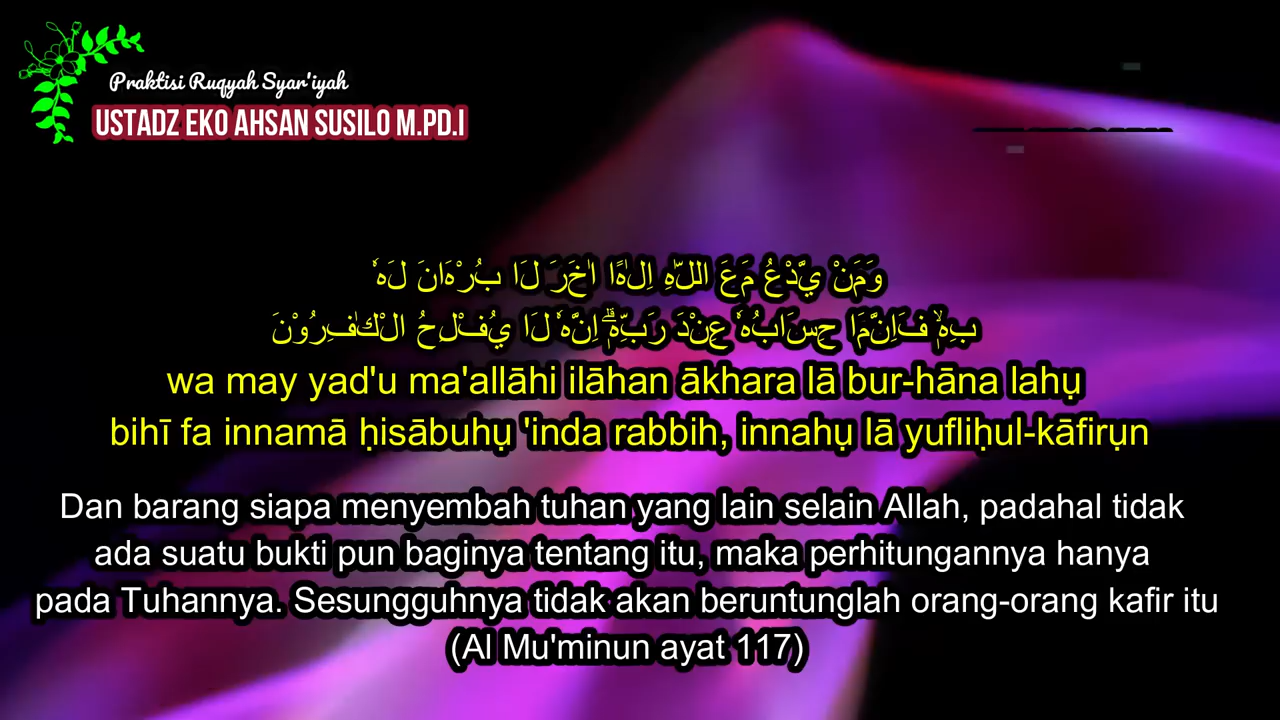 Praktisi Ruqyah Syar'iyah
USTADZ EKO AHSAN SUSILO M.PD.I
وَمَنْ يَّدْعُ مَعَ اللّٰهِ اِلٰهًا اٰخَرَ لَا بُرْهَانَ لَهٗ
بِهٖۙ فَاِنَّمَا حِسَابُهٗ عِنْدَ رَبِّهٖۗ اِنَّهٗ لَا يُفْلِحُ الْكٰفِرُوْنَ
wa may yad'u ma'allāhi ilāhan ākhara lā bur-hāna lahụ
bihī fa innamā ḥisābuhụ 'inda rabbih, innahụ lā yufliḥul-kāfirụn
Dan barang siapa menyembah tuhan yang lain selain Allah, padahal tidak
ada suatu bukti pun baginya tentang itu, maka perhitungannya hanya
pada Tuhannya. Sesungguhnya tidak akan beruntunglah orang-orang kafir itu
(Al Mu'minun ayat 117)